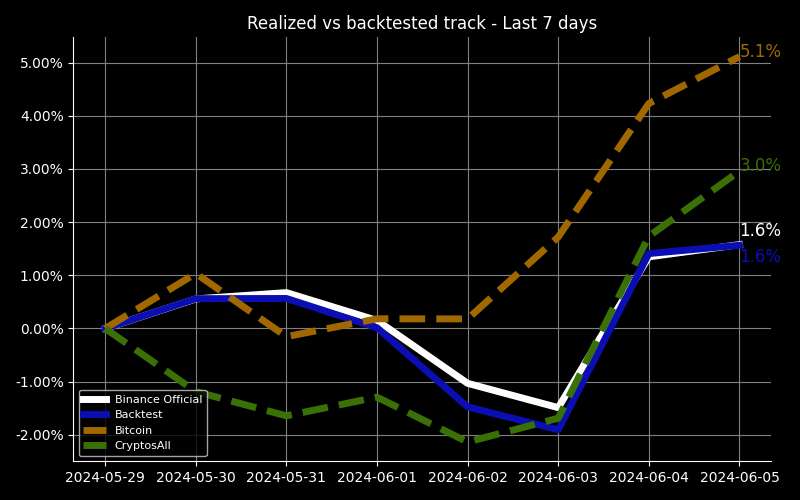 Realized vs backtested track - Last 7 days
5.00%
4.00%
3.00%
2.00%
1.00%
0.00%
-1.00%
-2.00%
5.1%
3.0%
1.6%
1.6%
Binance Official
Backtest
Bitcoin
CryptosAll
2024-05-29 2024-05-30 2024-05-31 2024-06-01 2024-06-02 2024-06-03 2024-06-04 2024-06-05